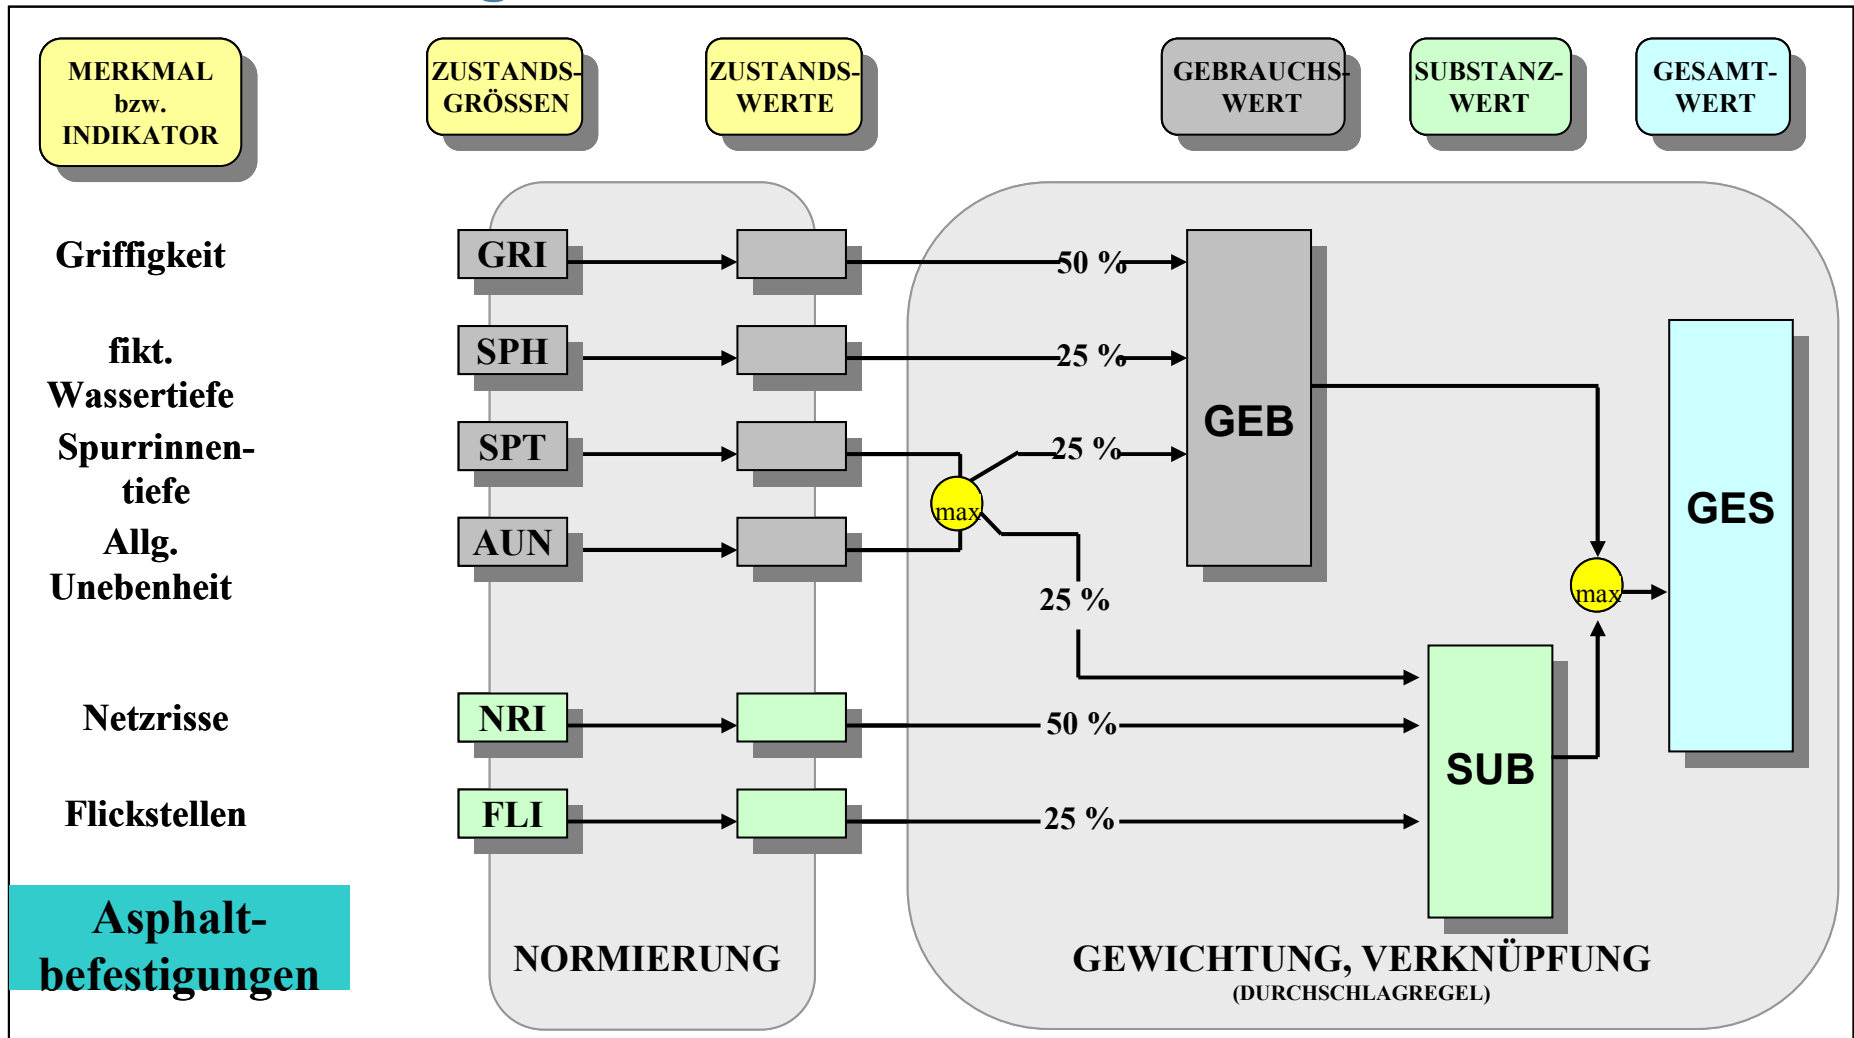 MERKMAL
bzw.
INDIKATOR
ZUSTANDS-
GRÖSSEN
ZUSTANDS-
WERTE
GEBRAUCHS-
WERT
SUBSTANZ-
WERT
GESAMT-
WERT
Griffigkeit
GRI
50 %
fikt.
Wassertiefe
SPH
25 %
Spurrinnen-
tiefe
SPT
25 %
max
Allg.
Unebenheit
AUN
25 %
GEB
GES
max
Netzrisse
NRI
50 %
SUB
Flickstellen
FLI
25 %
Asphalt-
befestigungen
NORMIERUNG
GEWICHTUNG, VERKNÜPFUNG
(DURCHSCHLAGREGEL)